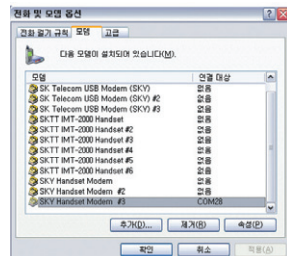 전화 및 모뎀 옵션
전화 걸기 규칙 모뎀 고급
다음 모뎀이 설치되어 있습니다(M).
모뎀 연결 대상
SK Telecom USB Modem (SKY) 없음
SK Telecom USB Modem (SKY) #2 없음
SK Telecom USB Modem (SKY) #3 없음
SKTT IMT-2000 Handset 없음
SKTT IMT-2000 Handset #2 없음
SKTT IMT-2000 Handset #3 없음
SKTT IMT-2000 Handset #4 없음
SKTT IMT-2000 Handset #5 없음
SKTT IMT-2000 Handset #6 없음
SKY Handset Modem 없음
SKY Handset Modem #2 없음
SKY Handset Modem #3 COM28
추가(D)... 제거(R) 속성(P)
확인 취소 적용(A)